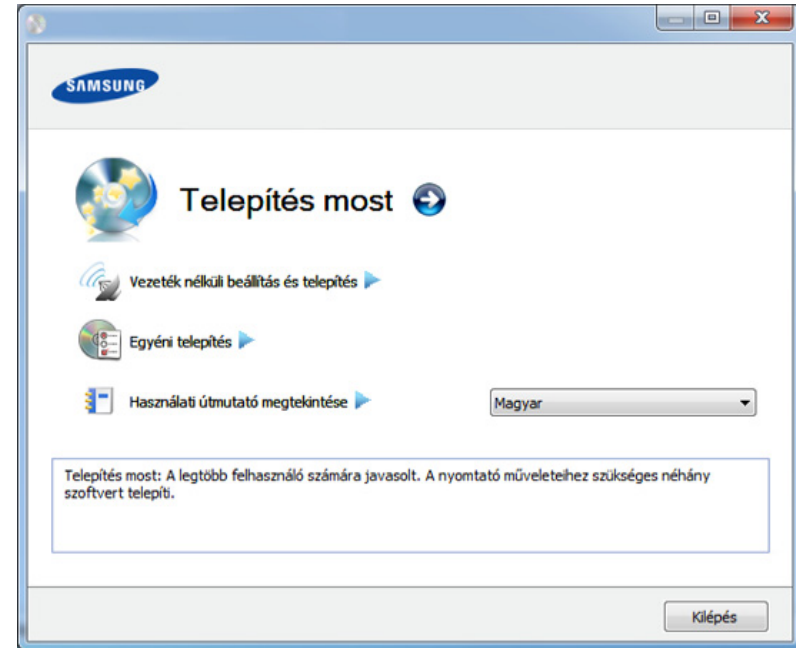 SAMSUNG
Telepítés most
Vezeték nélküli beállítás és telepítés
Egyéni telepítés
Használati útmutató megtekintése
Magyar
Telepítés most: A legtöbb felhasználó számára javasolt. A nyomtató műveleteihez szükséges néhány
szoftvert telepíti.
Kilépés